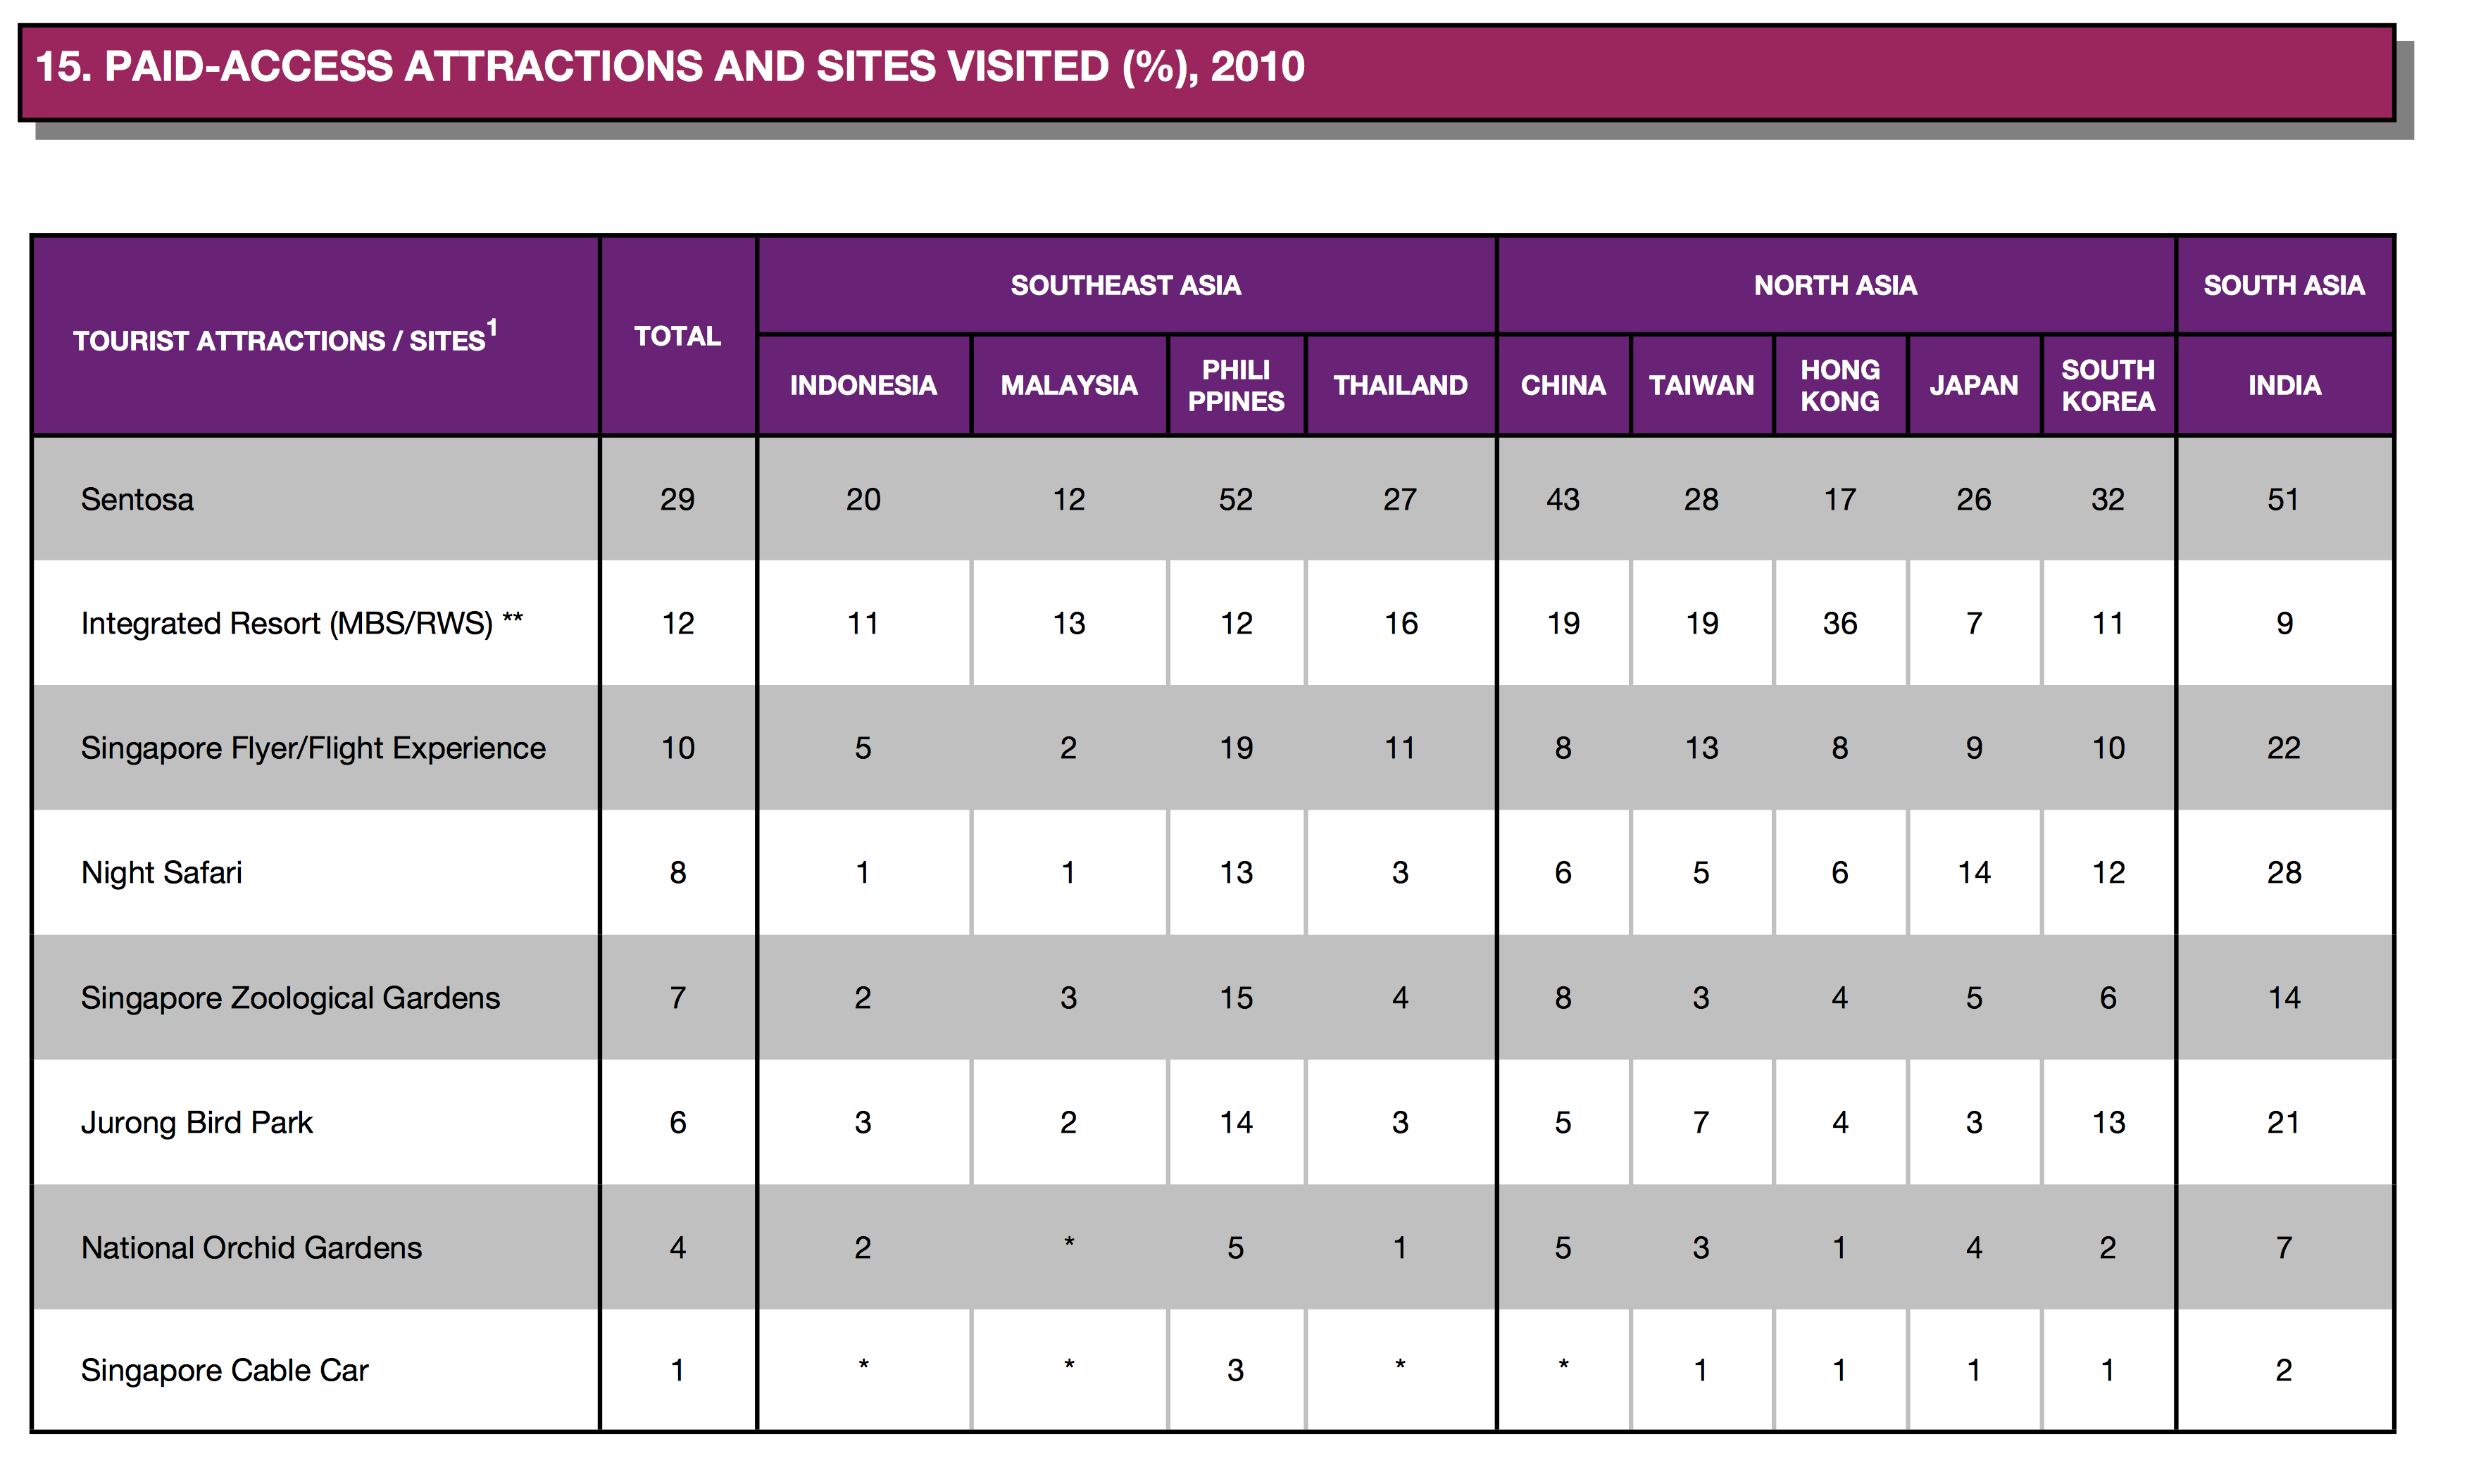 15. PAID-ACCESS ATTRACTIONS AND SITES VISITED (%), 2010
TOURIST ATTRACTIONS / SITES1 TOTAL SOUTHEAST ASIA NORTH ASIA SOUTH ASIA
INDONESIA MALAYSIA PHILI PPINES THAILAND CHINA TAIWAN HONG KONG JAPAN SOUTH KOREA INDIA
Sentosa 29 20 12 52 27 43 28 17 26 32 51
Integrated Resort (MBS/RWS) ** 12 11 13 12 16 19 19 36 7 11 9
Singapore Flyer/Flight Experience 10 5 2 19 11 8 13 8 9 10 22
Night Safari 8 1 1 13 3 6 5 6 14 12 28
Singapore Zoological Gardens 7 2 3 15 4 8 3 4 5 6 14
Jurong Bird Park 6 3 2 14 3 5 7 4 3 13 21
National Orchid Gardens 4 2 * 5 1 5 3 1 4 2 7
Singapore Cable Car 1 * * 3 * * 1 1 1 1 2